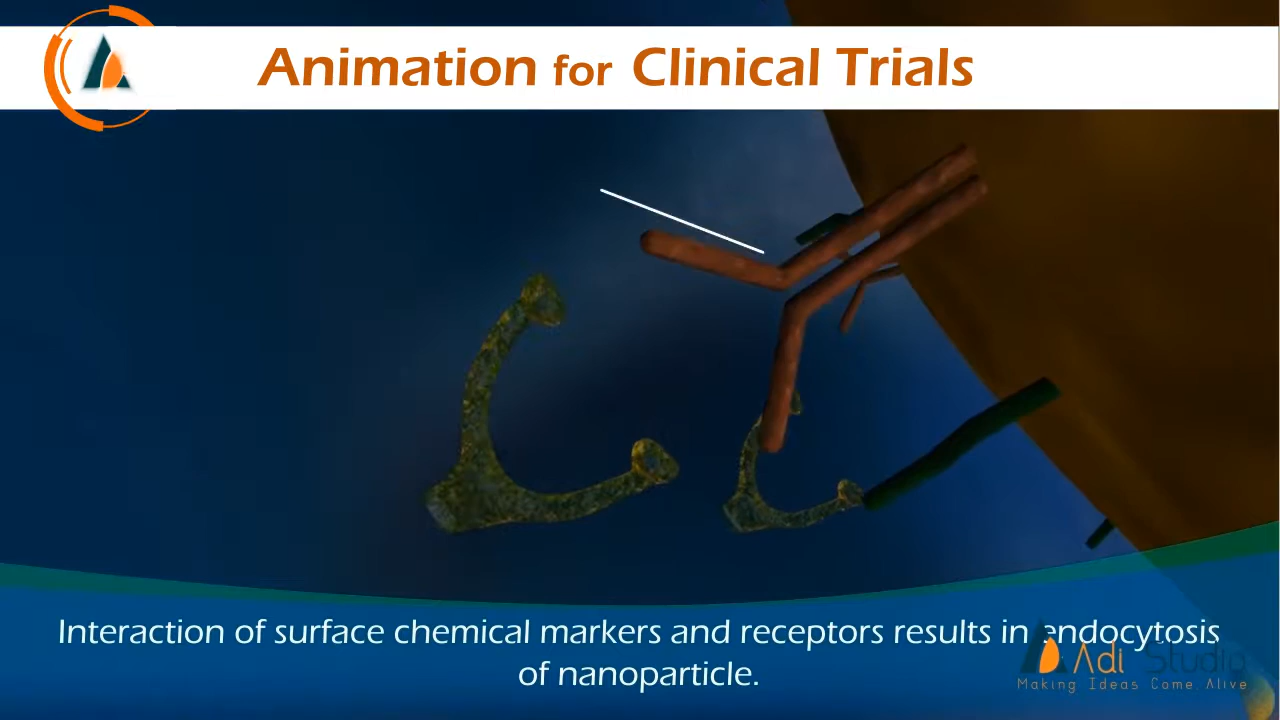 Animation for Clinical Trials
Interaction of surface chemical markers and receptors results in endocytosis
of nanoparticle.
Adi Studio
Making Ideas Come Alive